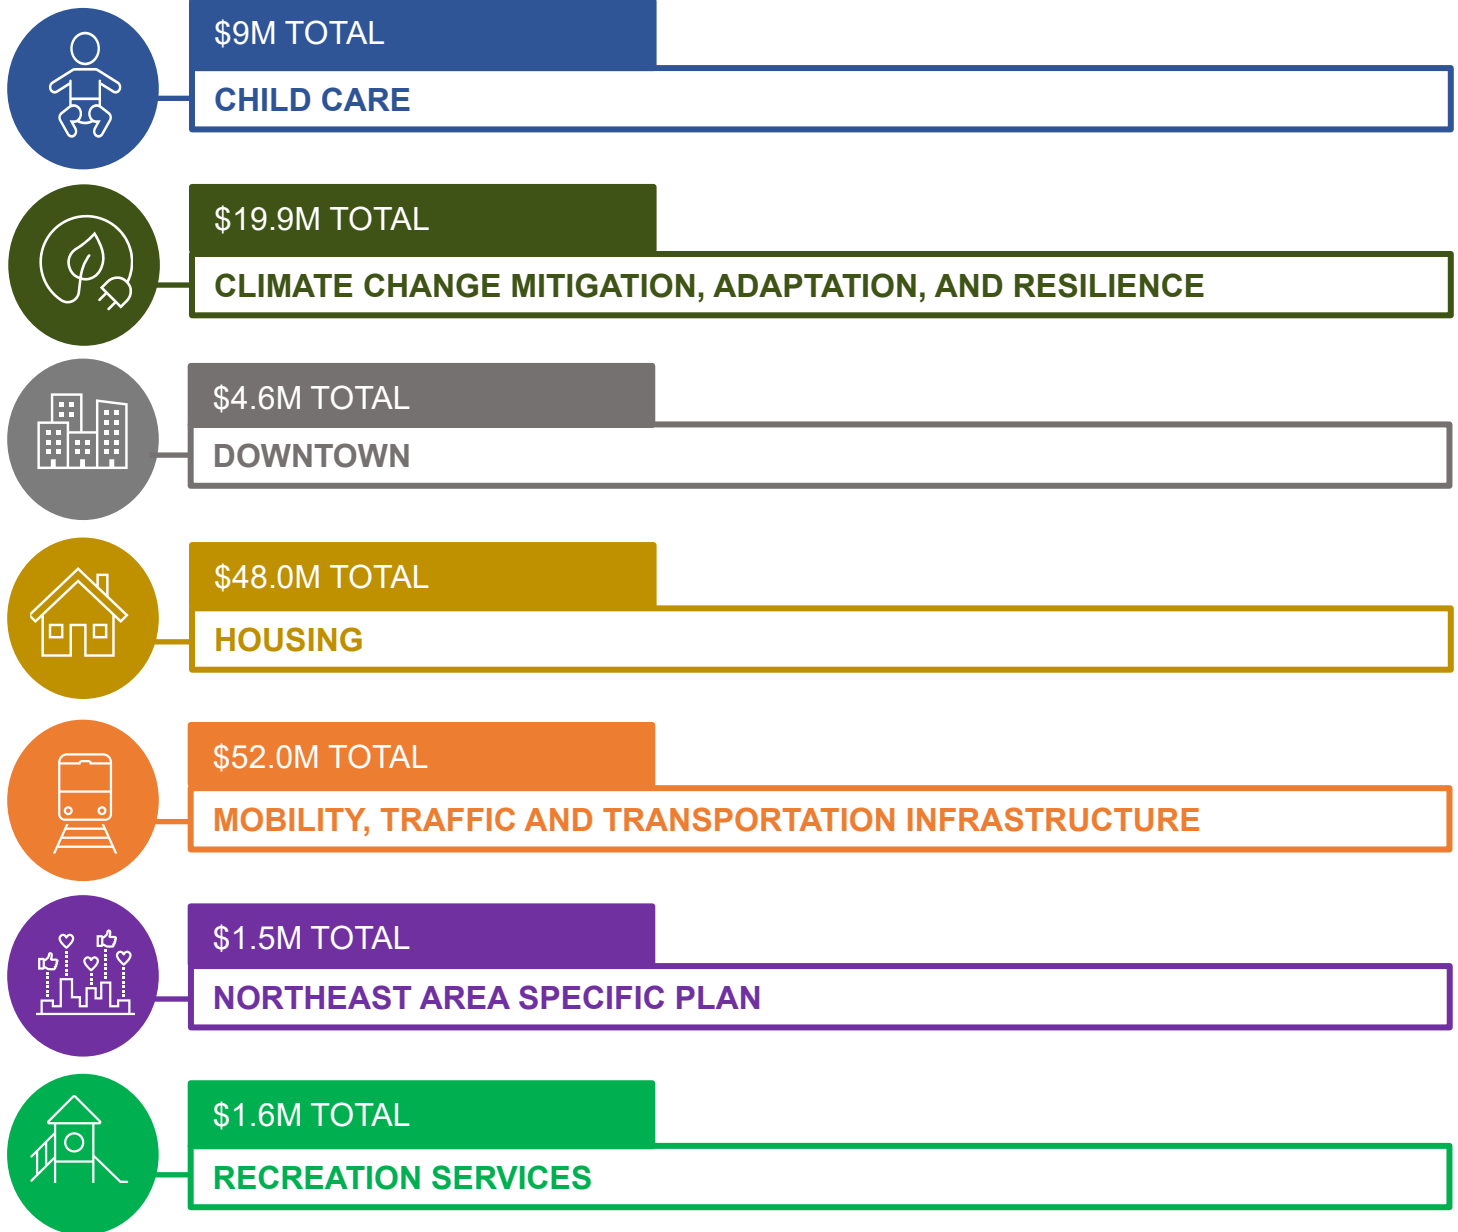 $9M TOTAL
CHILD CARE
$19.9M TOTAL
CLIMATE CHANGE MITIGATION, ADAPTATION, AND RESILIENCE
$4.6M TOTAL
DOWNTOWN
$48.0M TOTAL
HOUSING
$52.0M TOTAL
MOBILITY, TRAFFIC AND TRANSPORTATION INFRASTRUCTURE
$1.5M TOTAL
NORTHEAST AREA SPECIFIC PLAN
$1.6M TOTAL
RECREATION SERVICES